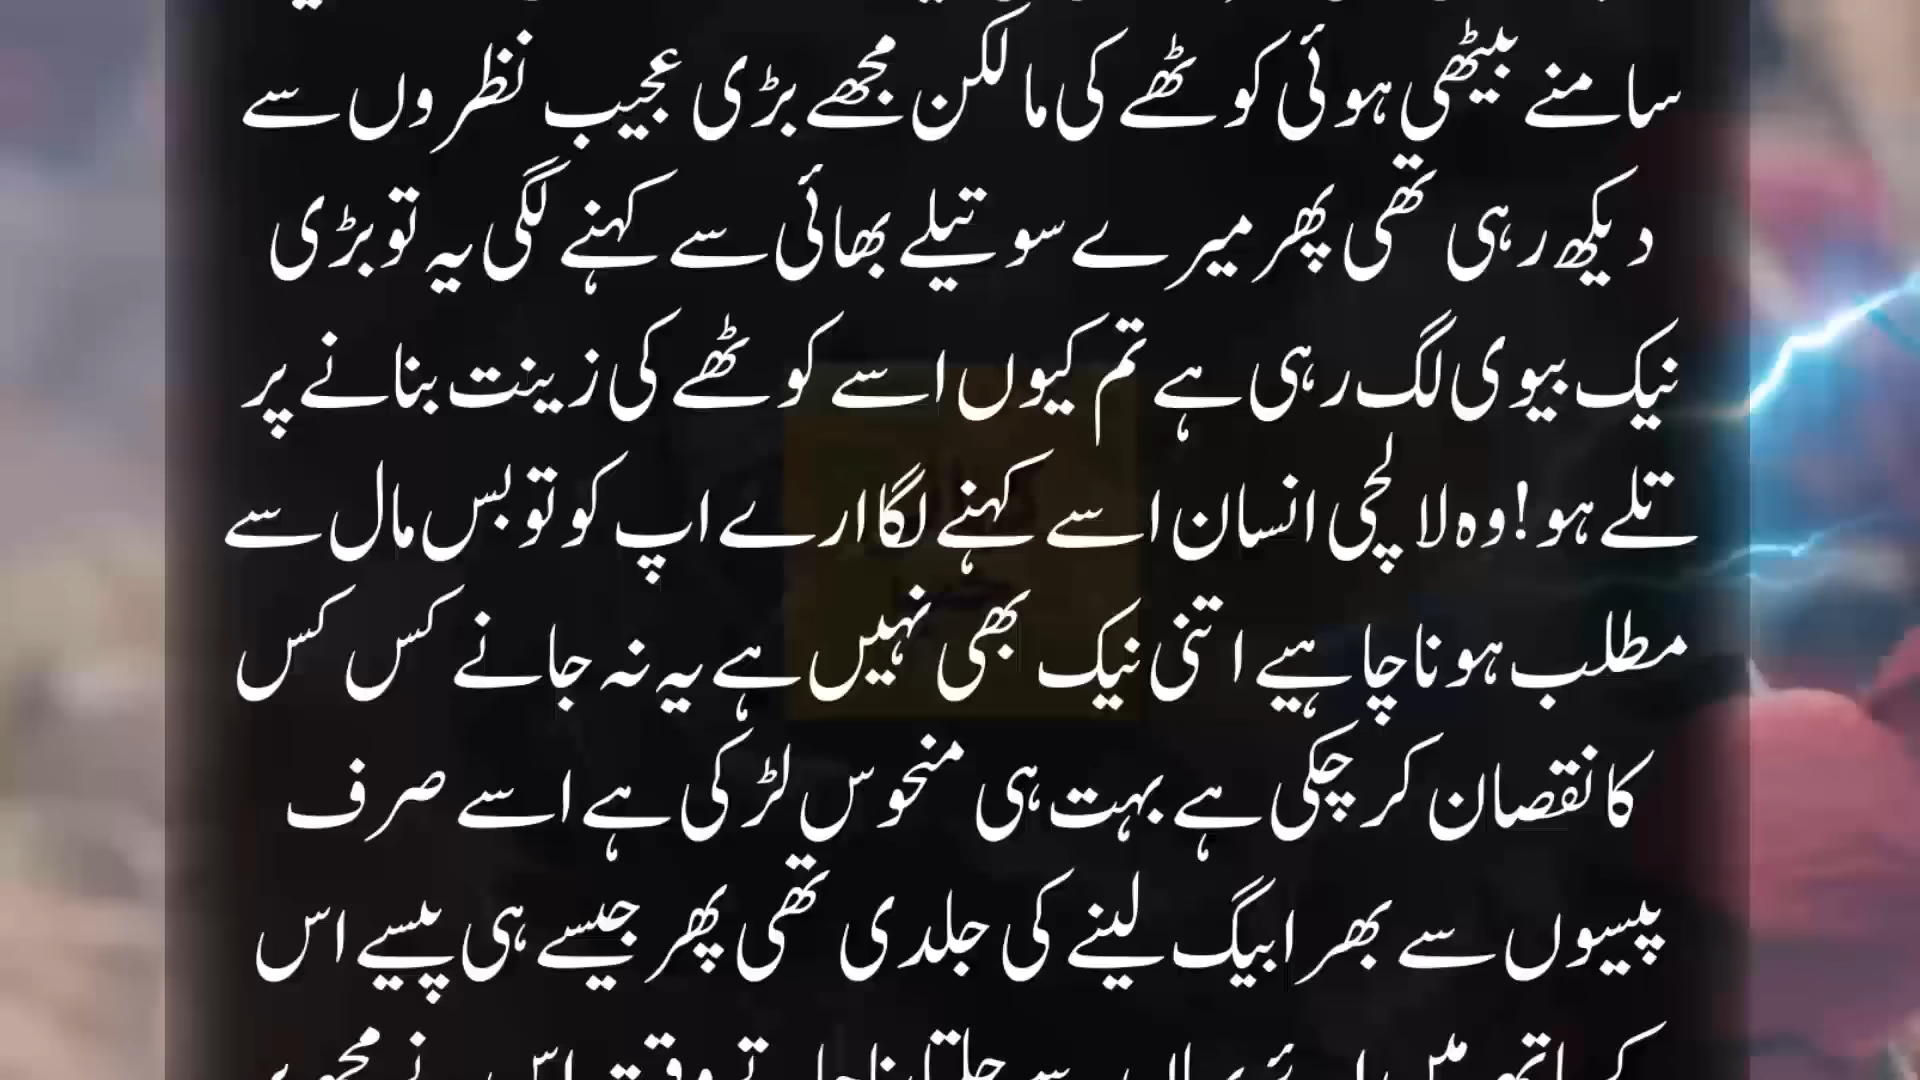 سامنے بیٹھی ہوئی کوٹھے کی مالکن مجھے بڑی عجیب نظروں سے
دیکھ رہی تھی پھر میرے سوتیلے بھائی سے کہنے لگی یہ تو بڑی
نیک بیوی لگ رہی ہے تم کیوں اسے کوٹھے کی زینت بنانے پر
تلے ہو! وہ لالچی انسان اسے کہنے لگا ارے اپ کو تو بس مال سے
مطلب ہونا چاہیے اتنی نیک بھی نہیں ہے یہ نہ جانے کس کس
کا نقصان کر چکی ہے بہت ہی منحوس لڑکی ہے اسے صرف
پیسوں سے بھرا بیگ لینے کی جلدی تھی پھر جیسے ہی پیسے اس